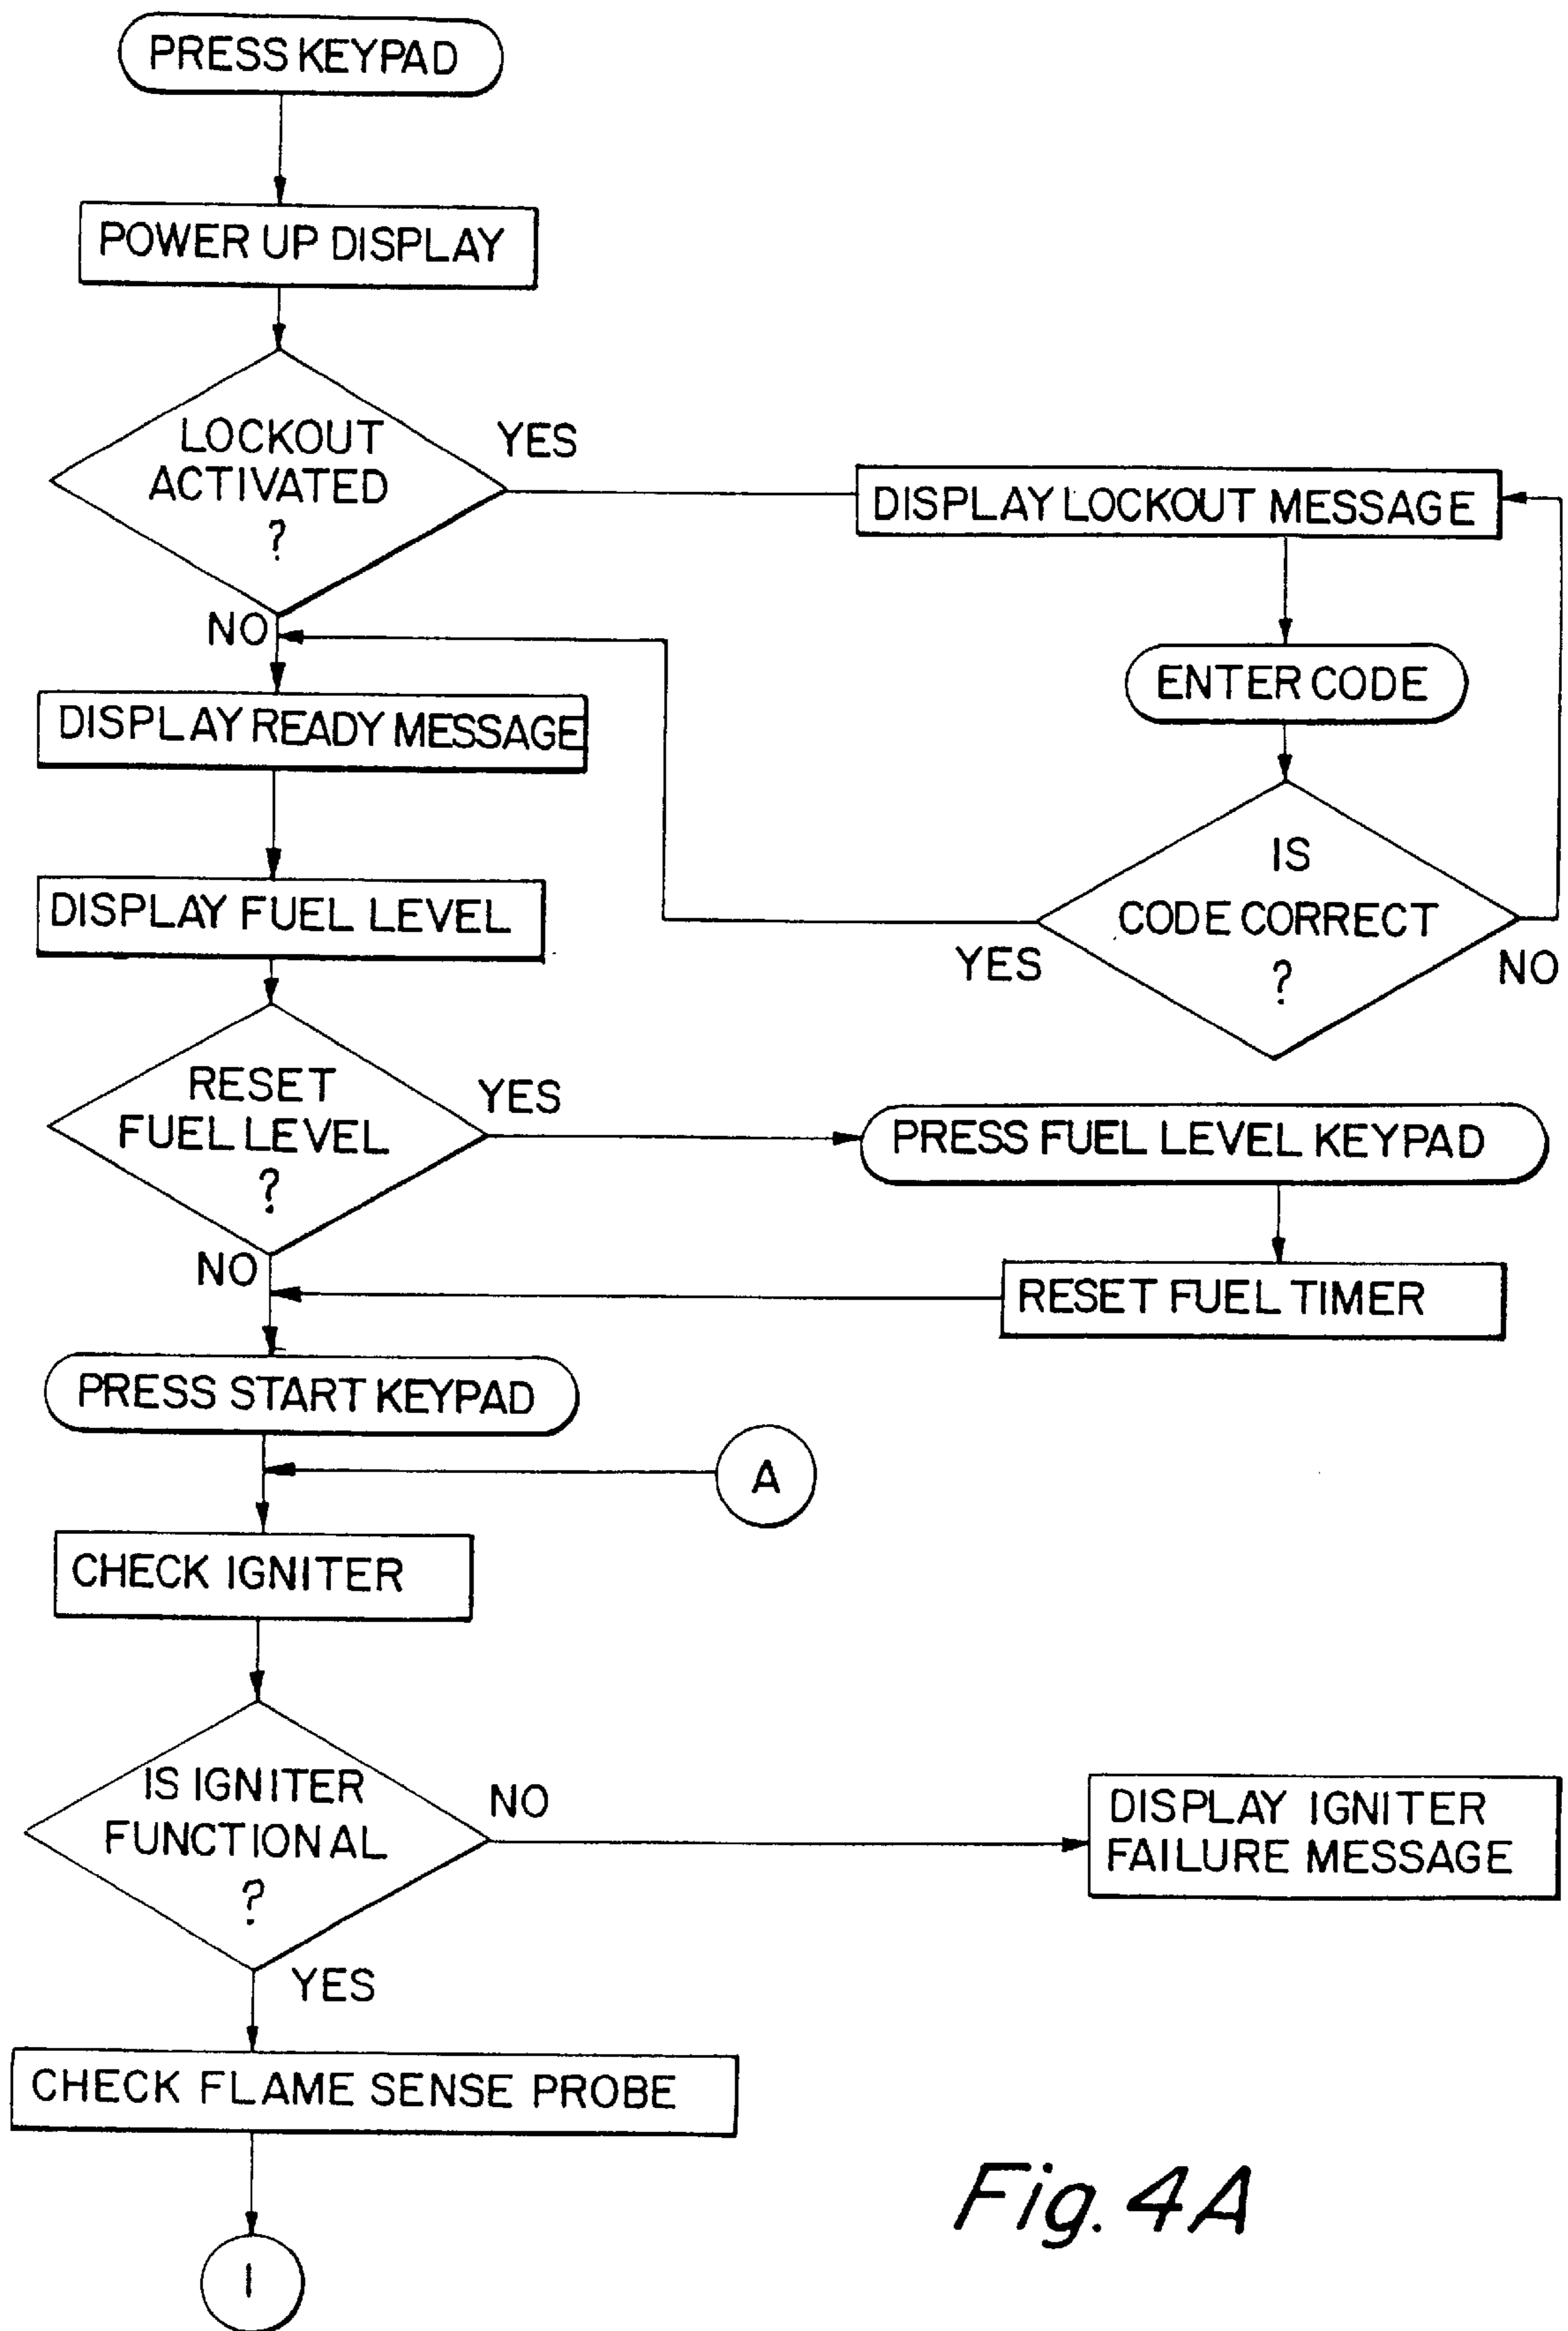 PRESS KEYPAD
POWER UP DISPLAY
LOCKOUT
ACTIVATED
?
YES
DISPLAY LOCKOUT MESSAGE
NO
ENTER CODE
DISPLAY READY MESSAGE
IS
CODE CORRECT
?
YES
NO
DISPLAY FUEL LEVEL
RESET
FUEL LEVEL
?
YES
PRESS FUEL LEVEL KEYPAD
NO
RESET FUEL TIMER
PRESS START KEYPAD
A
CHECK IGNITER
IS IGNITER
FUNCTIONAL
?
NO
DISPLAY IGNITER
FAILURE MESSAGE
YES
CHECK FLAME SENSE PROBE
1
Fig. 4A